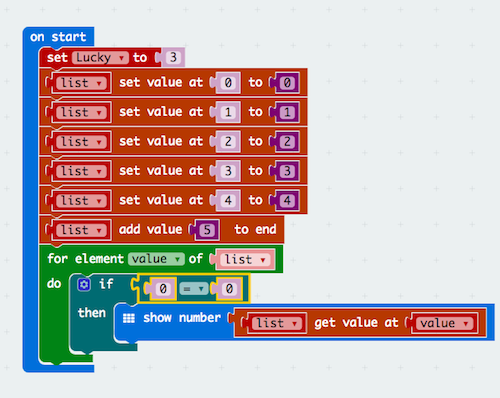 on start
set Lucky to 3
list set value at 0 to 0
list set value at 1 to 1
list set value at 2 to 2
list set value at 3 to 3
list set value at 4 to 4
list add value 5 to end
for element value of list
do if 0 = 0
then show number list get value at value